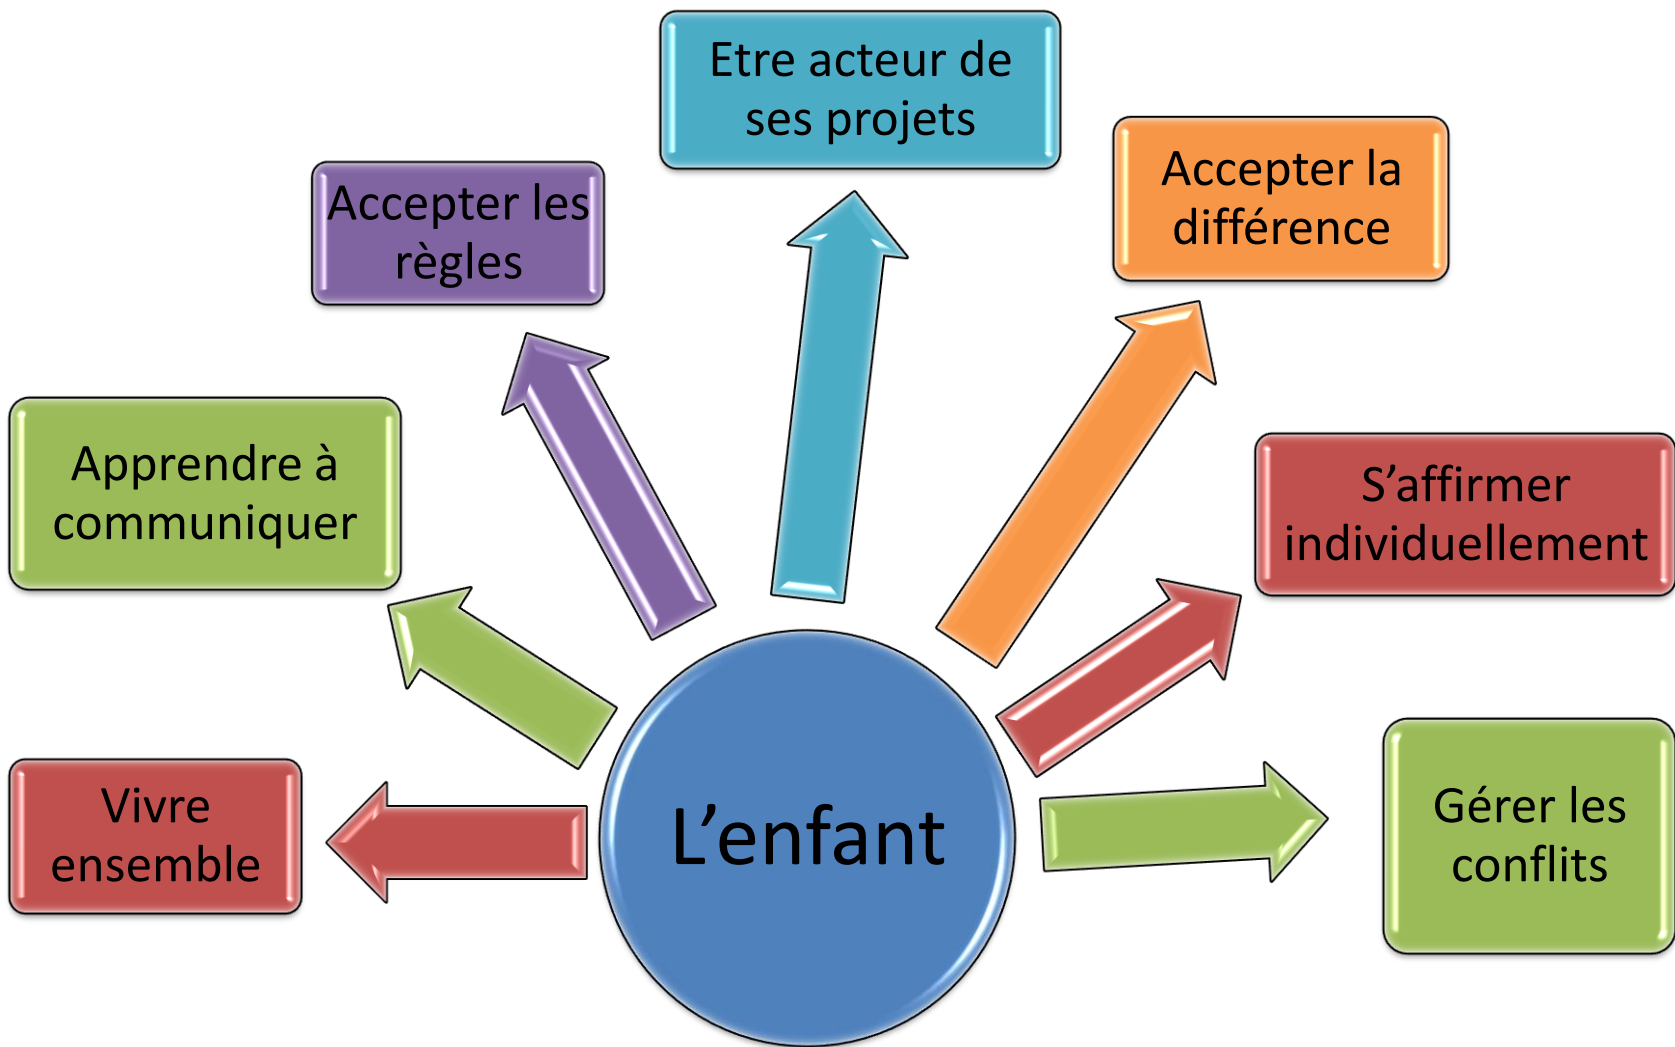 Etre acteur de
ses projets
Accepter la
différence
Accepter les
règles
Apprendre à
communiquer
S’affirmer
individuellement
Vivre
ensemble
L’enfant
Gérer les
conflits